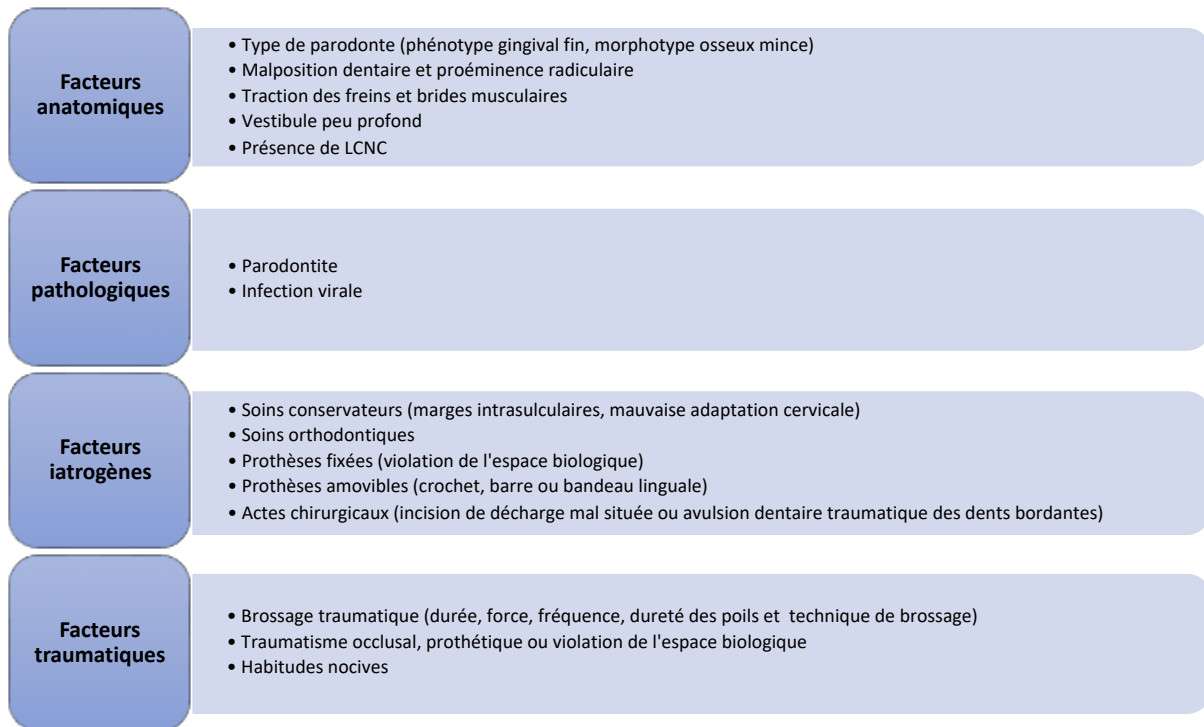 Facteurs
anatomiques
• Type de parodonte (phénotype gingival fin, morphotype osseux mince)
• Malposition dentaire et proéminence radiculaire
• Traction des freins et brides musculaires
• Vestibule peu profond
• Présence de LCNC
Facteurs
pathologiques
• Parodontite
• Infection virale
Facteurs
iatrogènes
• Soins conservateurs (marges intrasulculaires, mauvaise adaptation cervicale)
• Soins orthodontiques
• Prothèses fixées (violation de l'espace biologique)
• Prothèses amovibles (crochet, barre ou bandeau linguale)
• Actes chirurgicaux (incision de décharge mal située ou avulsion dentaire traumatique des dents bordantes)
Facteurs
traumatiques
• Brossage traumatique (durée, force, fréquence, dureté des poils et technique de brossage)
• Traumatisme occlusal, prothétique ou violation de l'espace biologique
• Habitudes nocives